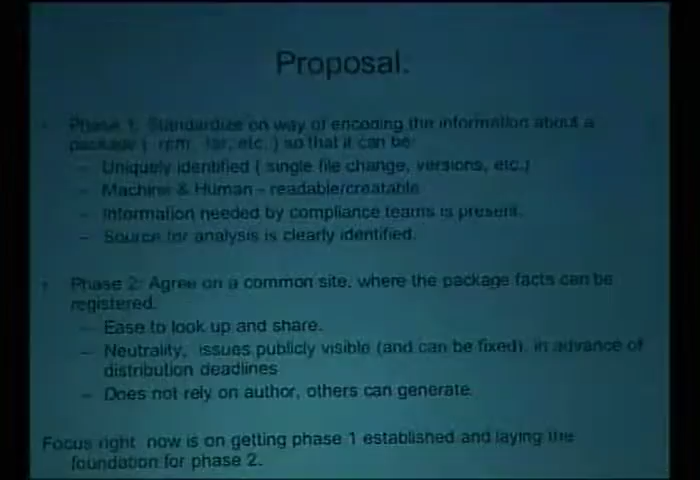 Proposal.
• Phase 1: Standardize on way of encoding the information about a
package ( .rpm, .tar, etc. ) so that it can be:
– Uniquely identified ( single file change, versions, etc.)
– Machine & Human - readable/creatable
– Information needed by compliance teams is present.
– Source for analysis is clearly identified.
• Phase 2: Agree on a common site, where the package facts can be
registered.
– Ease to look up and share.
– Neutrality, issues publicly visible (and can be fixed), in advance of
distribution deadlines
– Does not rely on author, others can generate.
Focus right now is on getting phase 1 established and laying the
foundation for phase 2.